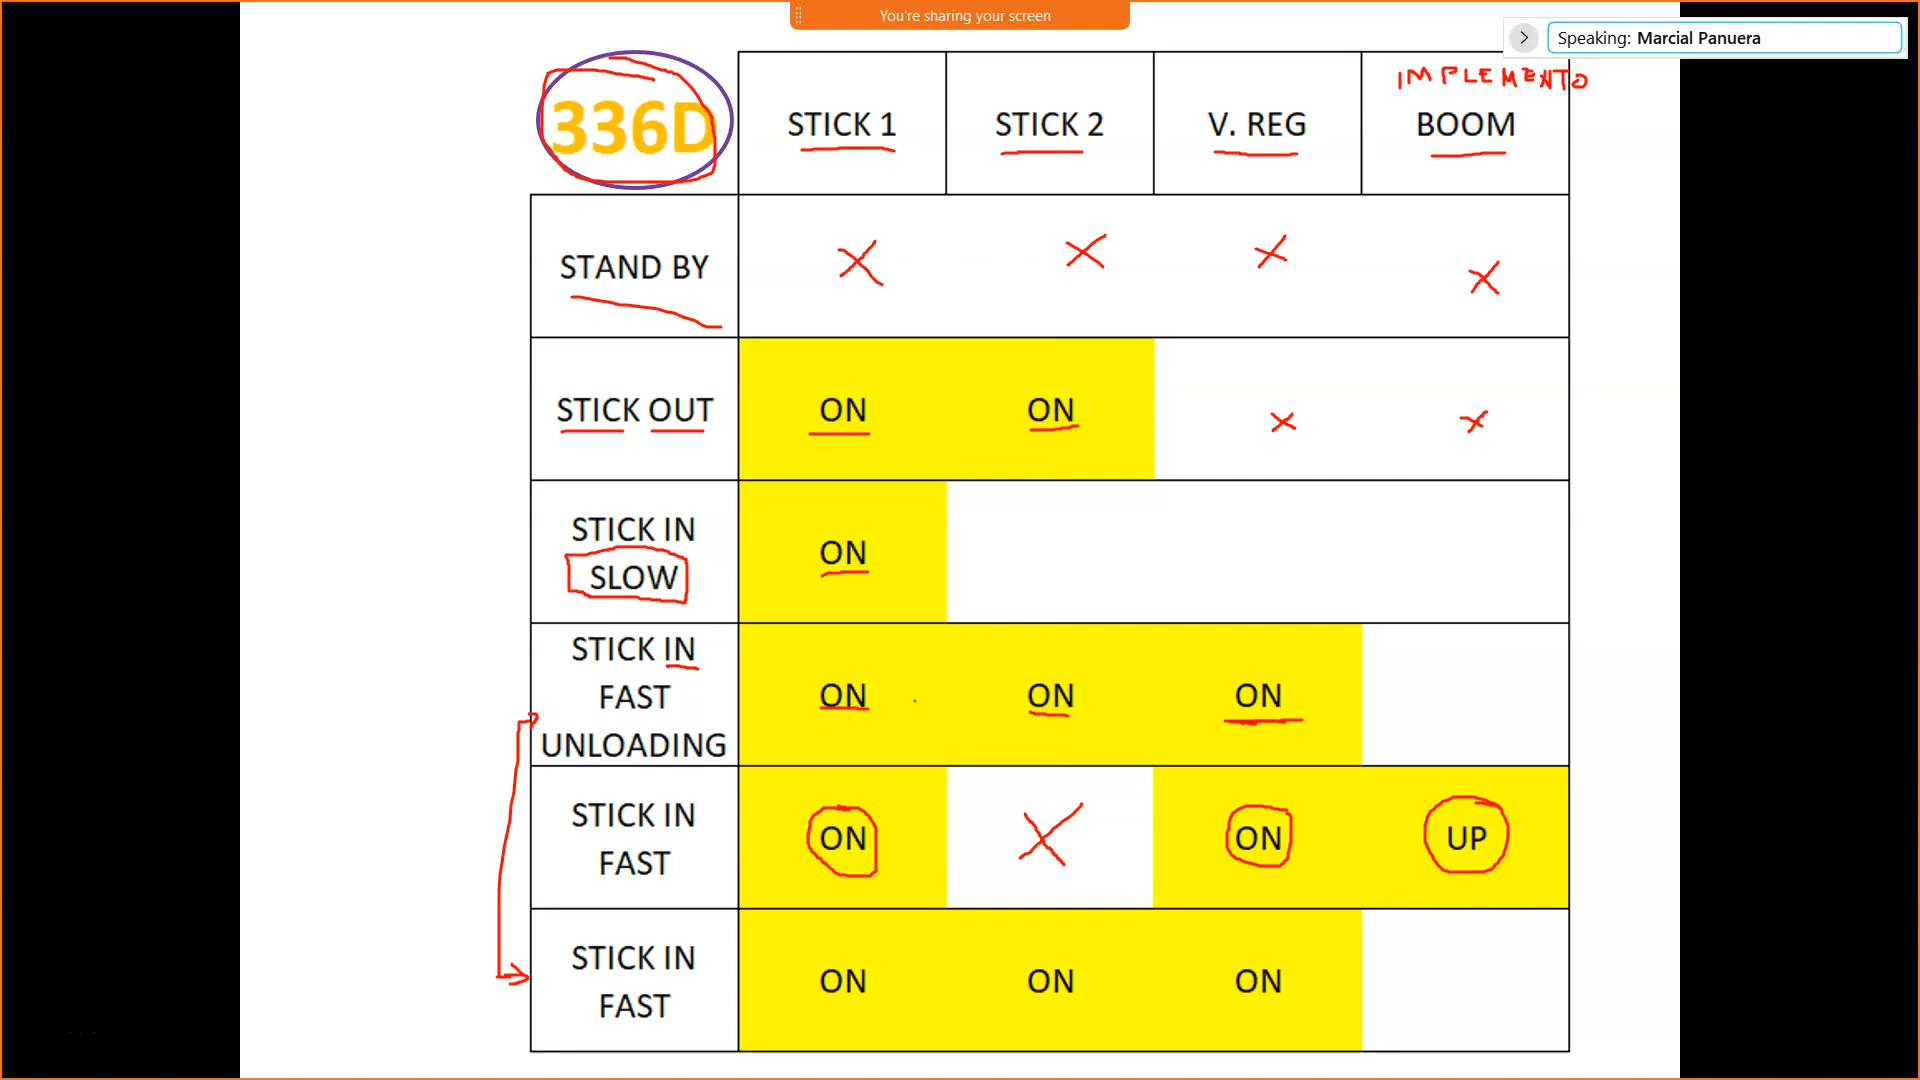 You're sharing your screen
Speaking: Marcial Panuera
IMPLEMENTO
336D STICK 1 STICK 2 V. REG BOOM
STAND BY X X X X
STICK OUT ON ON X X
STICK IN
SLOW ON
STICK IN
FAST ON ON ON
UNLOADING
STICK IN
FAST ON X ON UP
STICK IN
FAST ON ON ON